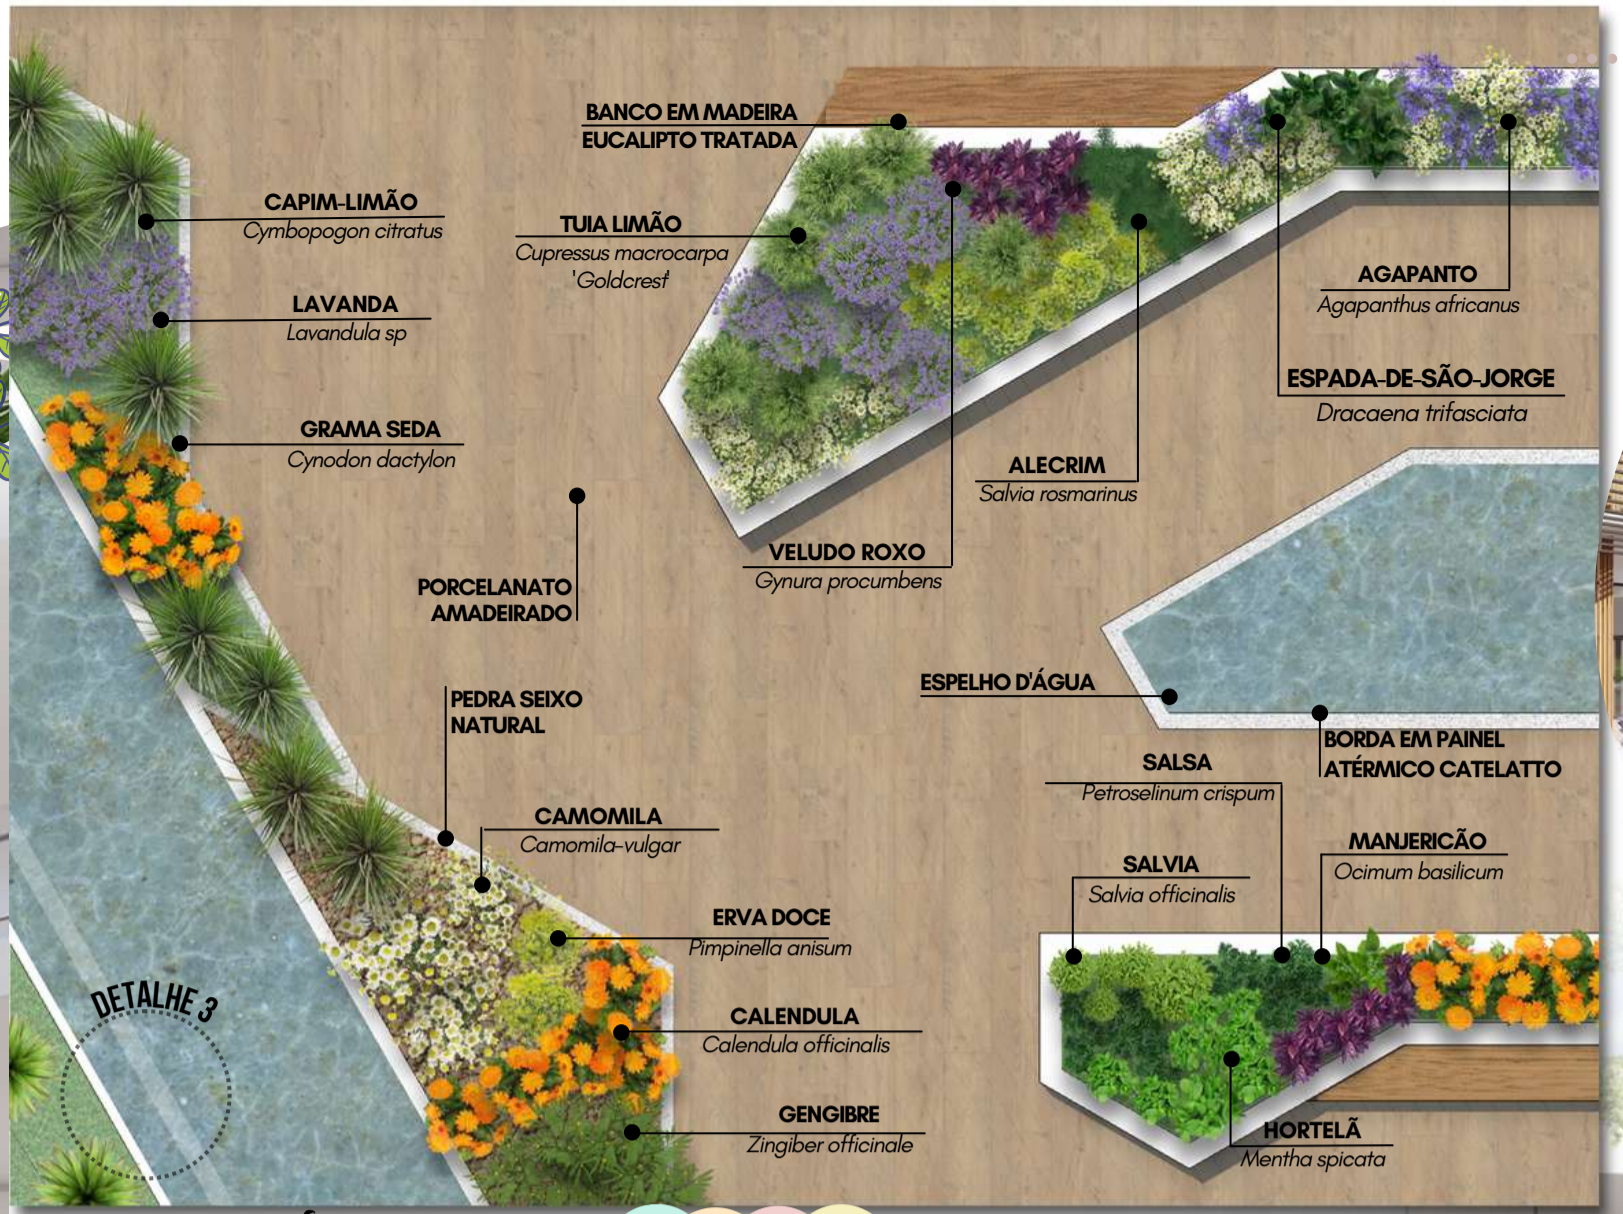 BANCO EM MADEIRA
EUCALIPTO TRATADA
CAPIM-LIMÃO
Cymbopogon citratus
TUIA LIMÃO
Cupressus macrocarpa
'Goldcrest'
LAVANDA
Lavandula sp
AGAPANTO
Agapanthus africanus
ESPADA-DE-SÃO-JORGE
Dracaena trifasciata
GRAMA SEDA
Cynodon dactylon
ALECRIM
Salvia rosmarinus
VELUDO ROXO
Gynura procumbens
PORCELANATO
AMADEIRADO
ESPELHO D'ÁGUA
PEDRA SEIXO
NATURAL
BORDA EM PAINEL
ATÉRMICO CATELATTO
SALSA
Petroselinum crispum
CAMOMILA
Camomila-vulgar
MANJERICÃO
Ocimum basilicum
SALVIA
Salvia officinalis
ERVA DOCE
Pimpinella anisum
DETALHE 3
CALENDULA
Calendula officinalis
GENGIBRE
Zingiber officinale
HORTELÃ
Mentha spicata